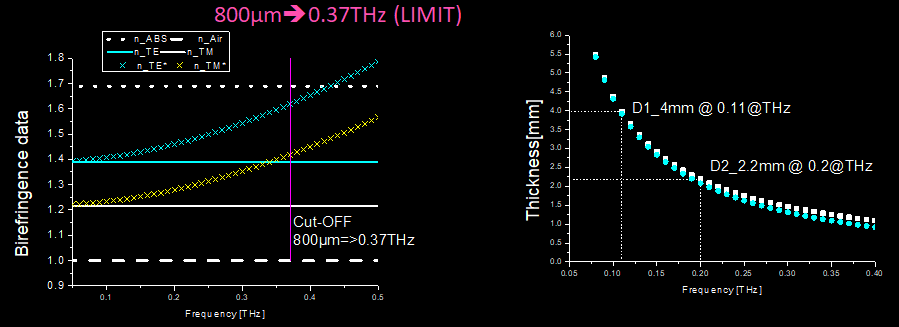 800µm➔0.37THz (LIMIT)
n_ABS n_Air
n_TE n_TM
n_TE* n_TM*
1.8
1.7
1.6
1.5
1.4
1.3
1.2
1.1
1.0
0.9
Birefringence data
Cut-OFF
800µm=>0.37THz
0.1 0.2 0.3 0.4 0.5
Frequency [THz]
6.0
5.5
5.0
4.5
4.0
3.5
3.0
2.5
2.0
1.5
1.0
0.5
0.0
Thickness[mm]
D1_4mm @ 0.11@THz
D2_2.2mm @ 0.2@THz
0.05 0.10 0.15 0.20 0.25 0.30 0.35 0.40
Frequency [THz]